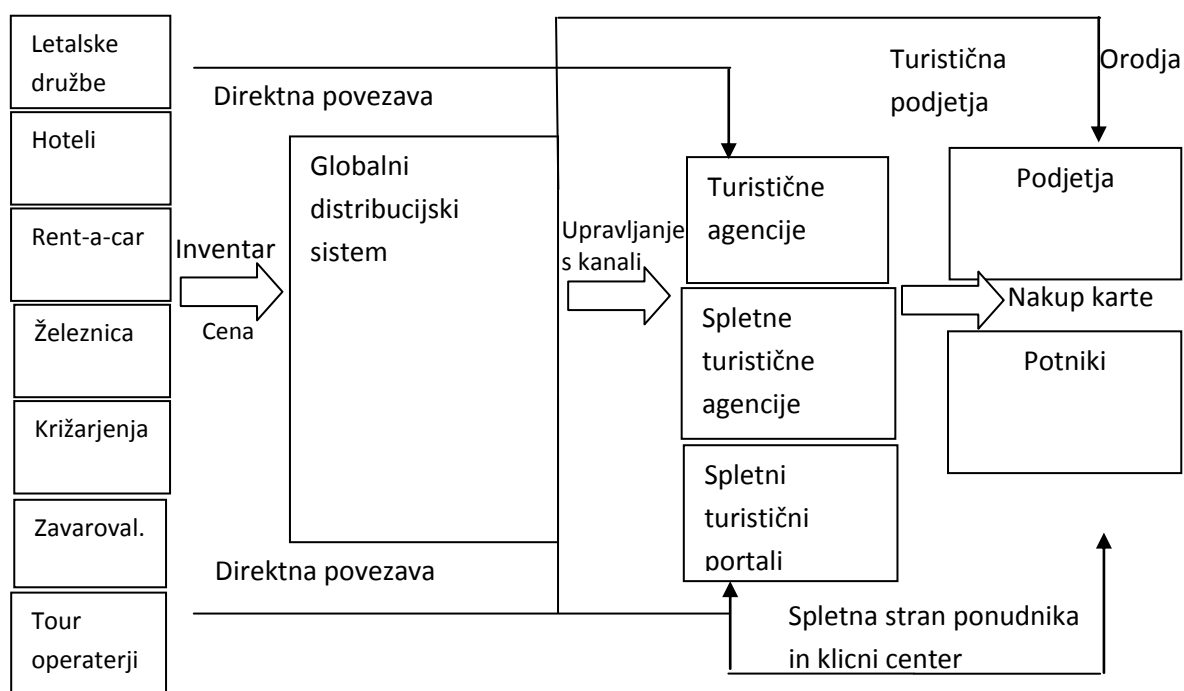 Letalske
družbe
Hoteli
Rent-a-car
Železnica
Križarjenja
Zavaroval.
Tour
operaterji
Direktna povezava
Inventar
Cena
Globalni
distribucijski
sistem
Direktna povezava
Upravljanje
s kanali
Turistične
agencije
Spletne
turistične
agencije
Spletni
turistični
portali
Turistična
podjetja
Orodja
Podjetja
Nakup karte
Potniki
Spletna stran ponudnika
in klicni center